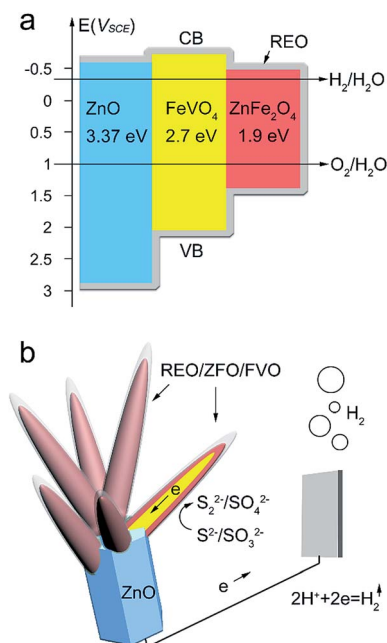 a
E(V_SCE)
CB
REO
-0.5
0
0.5
1
1.5
2
2.5
3
H₂/H₂O
ZnO
3.37 eV
FeVO₄
2.7 eV
ZnFe₂O₄
1.9 eV
O₂/H₂O
VB
b
REO/ZFO/FVO
H₂
e
S₂²⁻/SO₄²⁻
S²⁻/SO₃²⁻
ZnO
e
2H⁺+2e=H₂